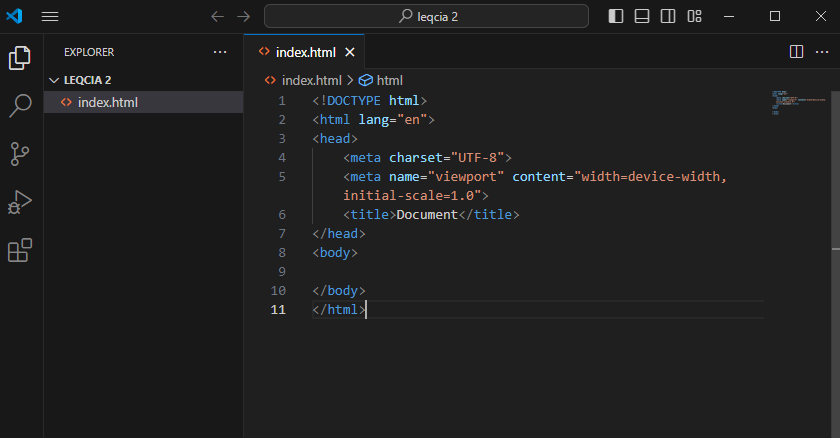 leqcia 2
EXPLORER
LEQCIA 2
index.html
index.html
index.html > html
1 <!DOCTYPE html>
2 <html lang="en">
3 <head>
4 <meta charset="UTF-8">
5 <meta name="viewport" content="width=device-width,
initial-scale=1.0">
6 <title>Document</title>
7 </head>
8 <body>
9
10 </body>
11 </html>